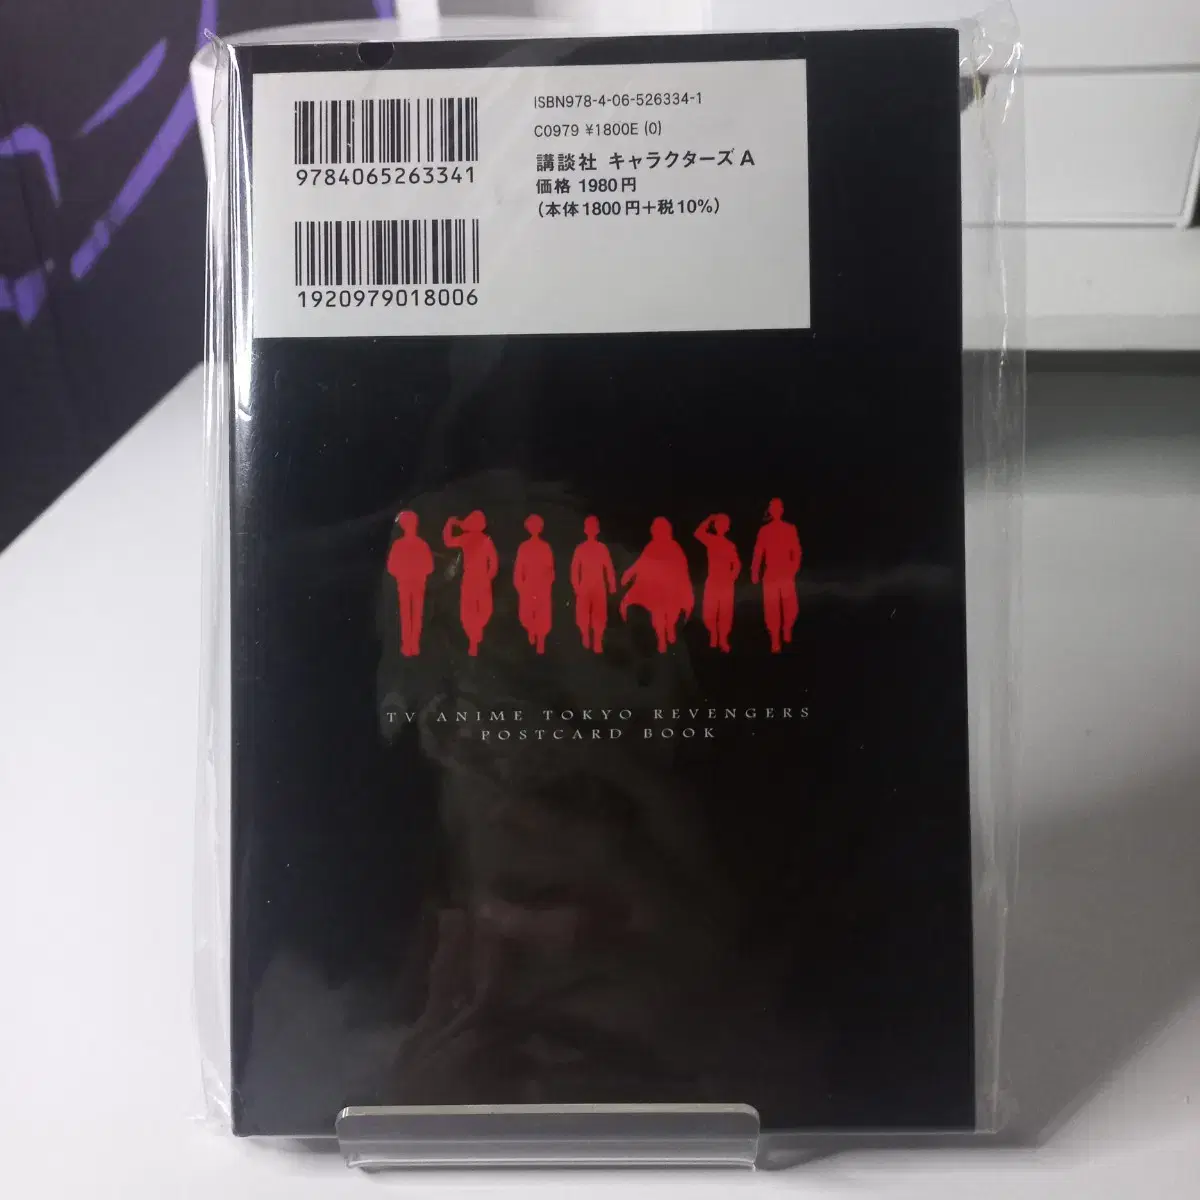 ISBN978-4-06-526334-1
C0979 ¥1800E (0)
講談社 キャラクターズ A
価格 1980円
(本体1800円+税10%)
9784065263341
1920979018006
TV ANIME TOKYO REVENGERS
POSTCARD BOOK